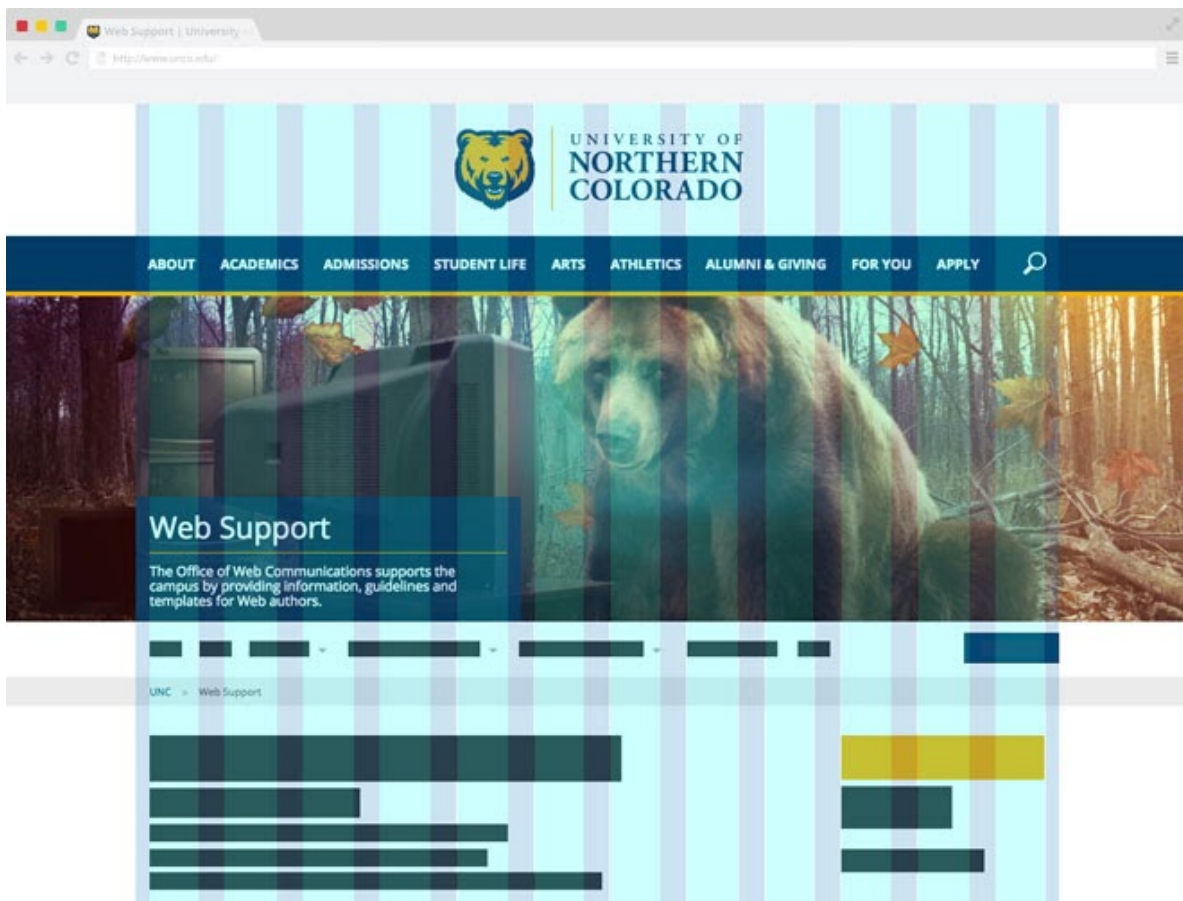 Web Support | University
http://www.unco.edu/
UNIVERSITY OF
NORTHERN
COLORADO
ABOUT ACADEMICS ADMISSIONS STUDENT LIFE ARTS ATHLETICS ALUMNI & GIVING FOR YOU APPLY
Web Support
The Office of Web Communications supports the
campus by providing information, guidelines and
templates for Web authors.
UNC » Web Support